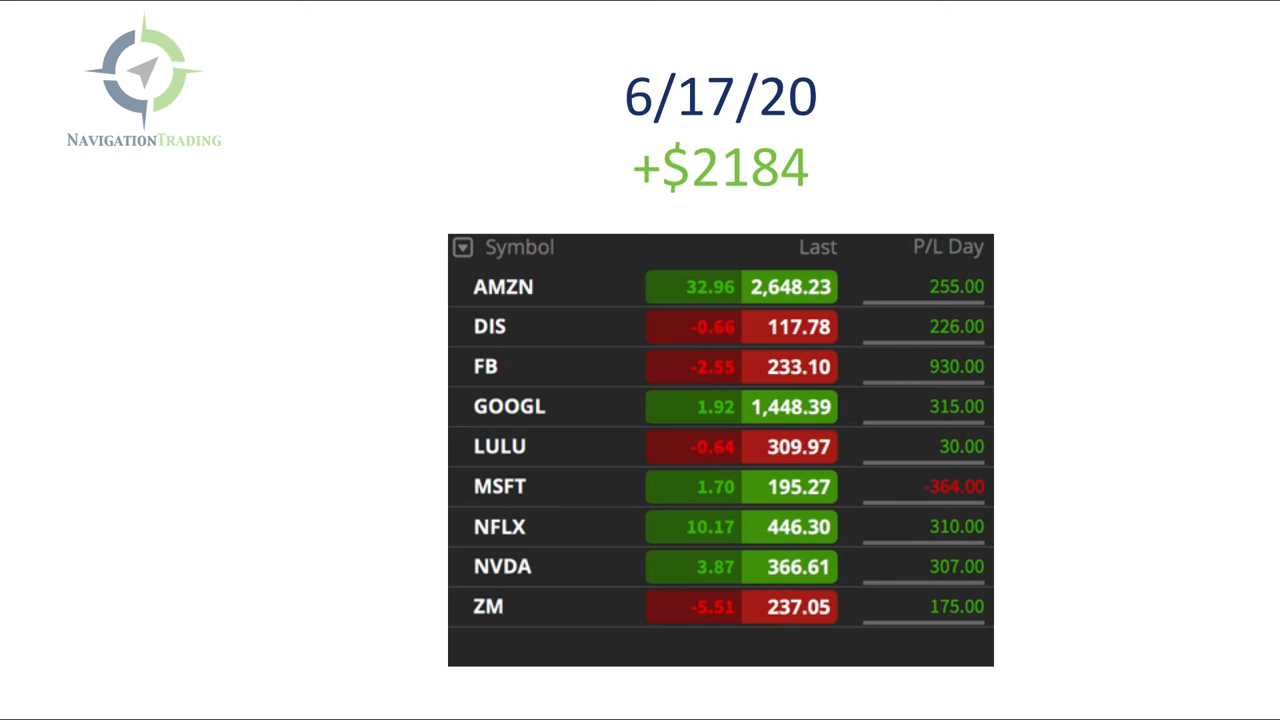 NAVIGATIONTRADING
6/17/20
+$2184
Symbol Last P/L Day
AMZN 32.96 2,648.23 255.00
DIS -0.66 117.78 226.00
FB -2.55 233.10 930.00
GOOGL 1.92 1,448.39 315.00
LULU -0.64 309.97 30.00
MSFT 1.70 195.27 -364.00
NFLX 10.17 446.30 310.00
NVDA 3.87 366.61 307.00
ZM -5.51 237.05 175.00